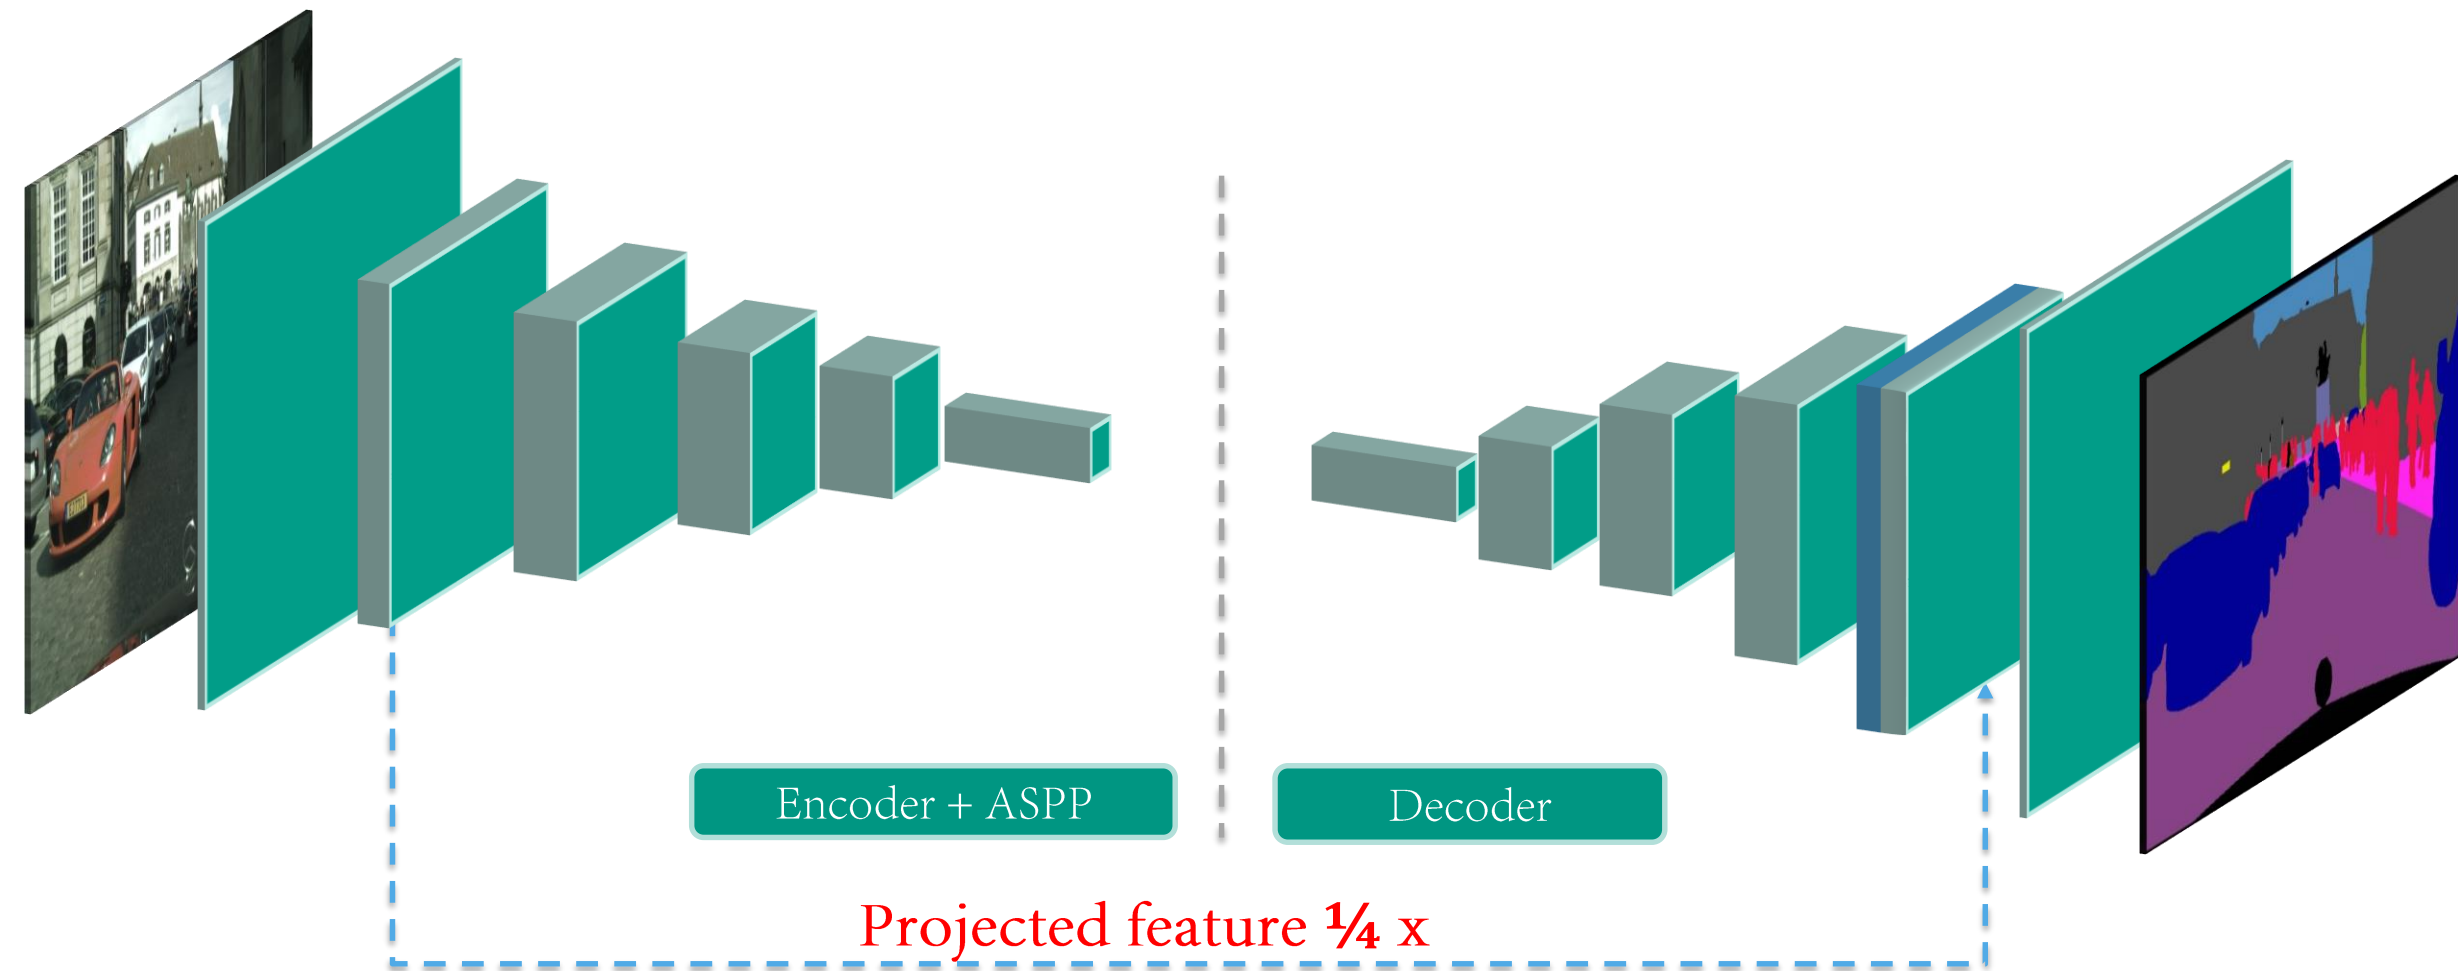 Encoder + ASPP
Decoder
Projected feature ¼ x